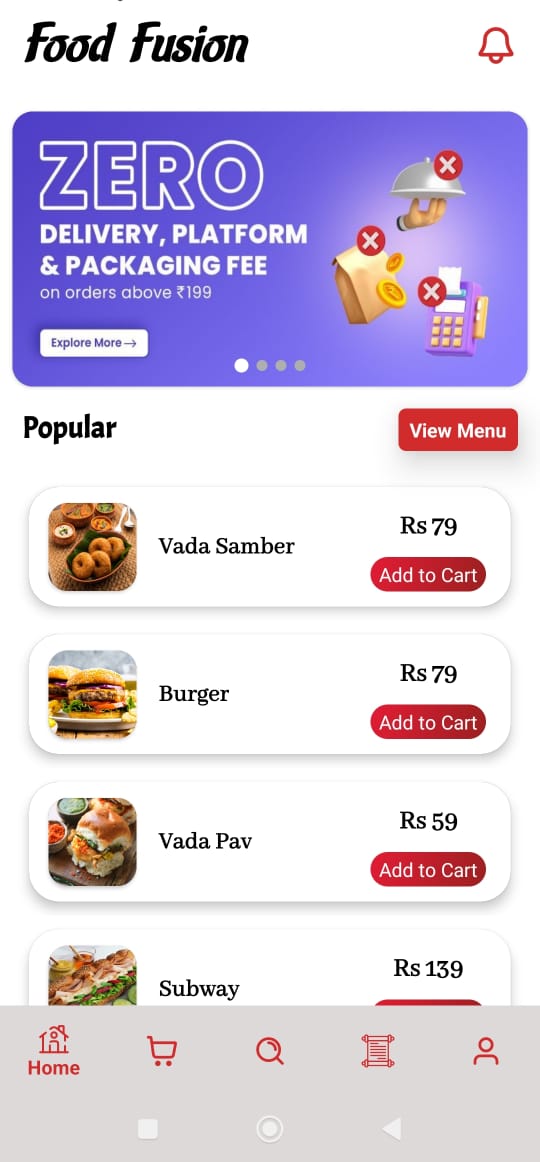 Food Fusion
ZERO
DELIVERY, PLATFORM
& PACKAGING FEE
on orders above ₹199
Explore More→
Popular
View Menu
Vada Samber
Rs 79
Add to Cart
Burger
Rs 79
Add to Cart
Vada Pav
Rs 59
Add to Cart
Subway
Rs 139
Home